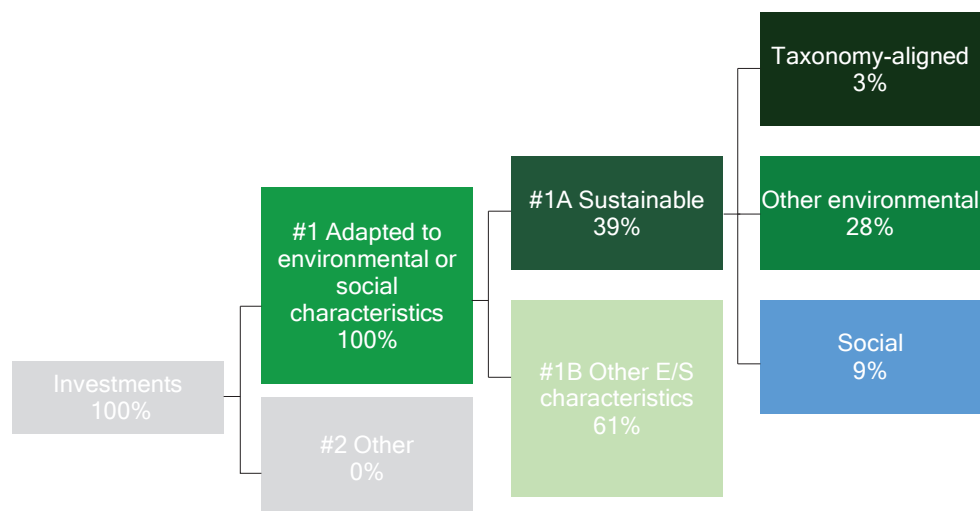 Investments
100%
#1 Adapted to
environmental or
social
characteristics
100%
#2 Other
0%
#1A Sustainable
39%
#1B Other E/S
characteristics
61%
Taxonomy-aligned
3%
Other environmental
28%
Social
9%